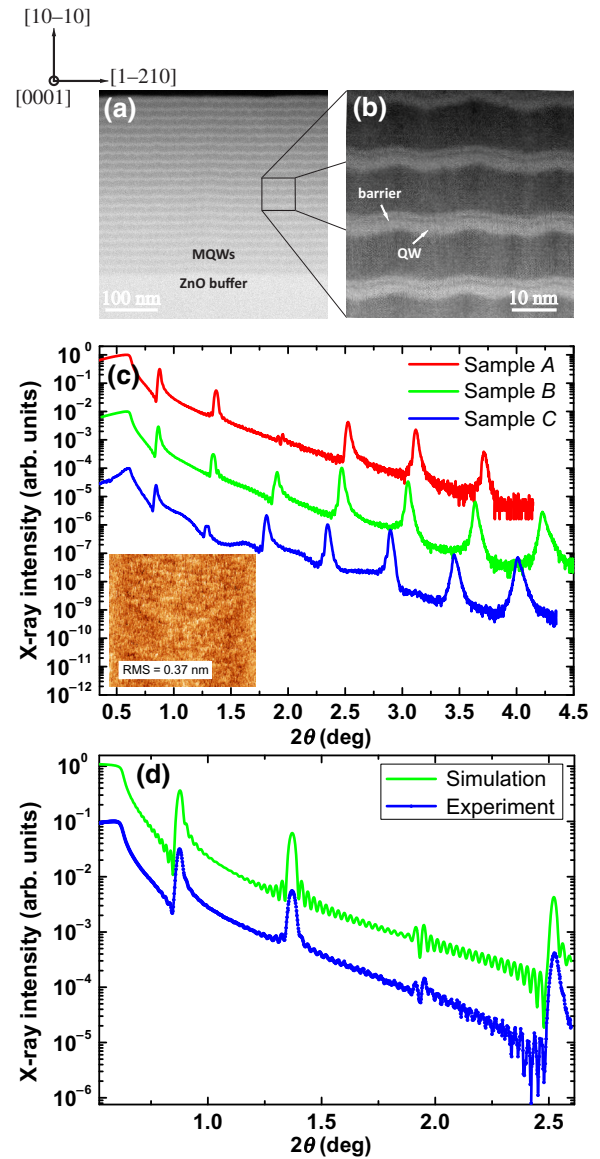 [10–10]
[1–210]
[0001]
(a)
(b)
barrier
QW
MQWs
ZnO buffer
100 nm
10 nm
(c)
Sample A
Sample B
Sample C
10^0
10^-1
10^-2
10^-3
10^-4
10^-5
10^-6
10^-7
10^-8
10^-9
10^-10
10^-11
10^-12
X-ray intensity (arb. units)
RMS = 0.37 nm
0.5 1.0 1.5 2.0 2.5 3.0 3.5 4.0 4.5
2θ (deg)
(d)
Simulation
Experiment
10^0
10^-1
10^-2
10^-3
10^-4
10^-5
10^-6
X-ray intensity (arb. units)
1.0 1.5 2.0 2.5
2θ (deg)